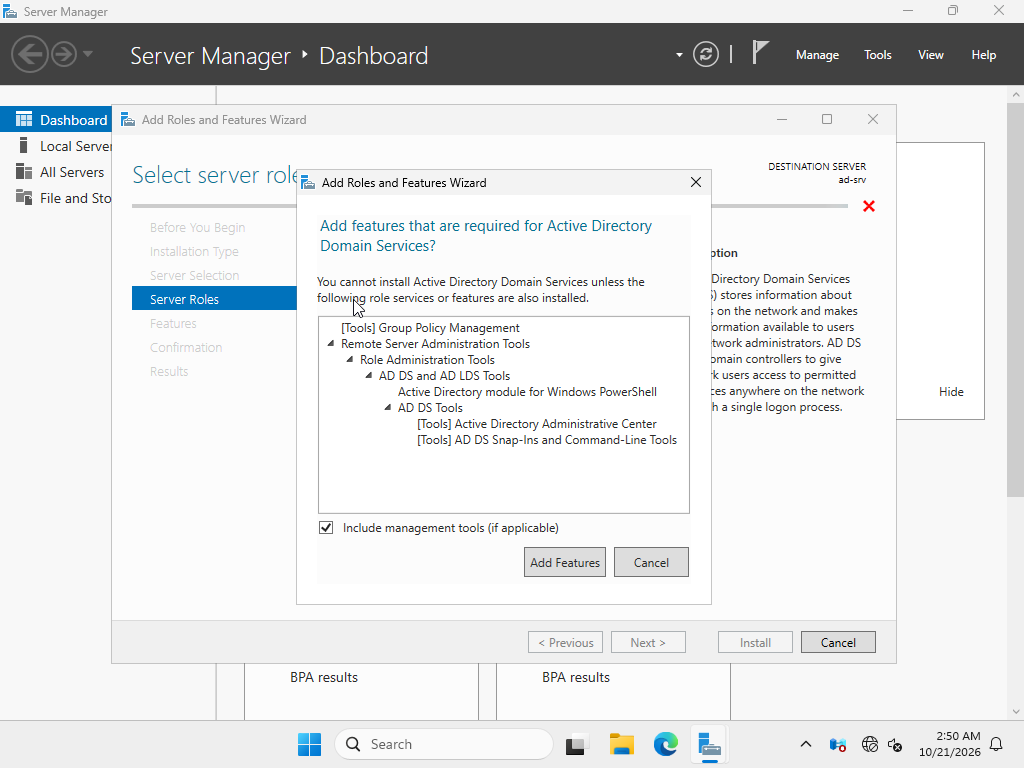 Server Manager
Server Manager ‣ Dashboard
Manage
Tools
View
Help
Dashboard
Local Server
All Servers
File and Sto
Add Roles and Features Wizard
Select server role
DESTINATION SERVER
ad-srv
Before You Begin
Installation Type
Server Selection
Server Roles
Features
Confirmation
Results
Add Roles and Features Wizard
Add features that are required for Active Directory
Domain Services?
You cannot install Active Directory Domain Services unless the
following role services or features are also installed.
[Tools] Group Policy Management
Remote Server Administration Tools
Role Administration Tools
AD DS and AD LDS Tools
Active Directory module for Windows PowerShell
AD DS Tools
[Tools] Active Directory Administrative Center
[Tools] AD DS Snap-Ins and Command-Line Tools
Include management tools (if applicable)
Add Features
Cancel
ption
Directory Domain Services
) stores information about
s on the network and makes
ormation available to users
twork administrators. AD DS
omain controllers to give
rk users access to permitted
ces anywhere on the network
h a single logon process.
Hide
< Previous
Next >
Install
Cancel
BPA results
BPA results
Search
2:50 AM
10/21/2026